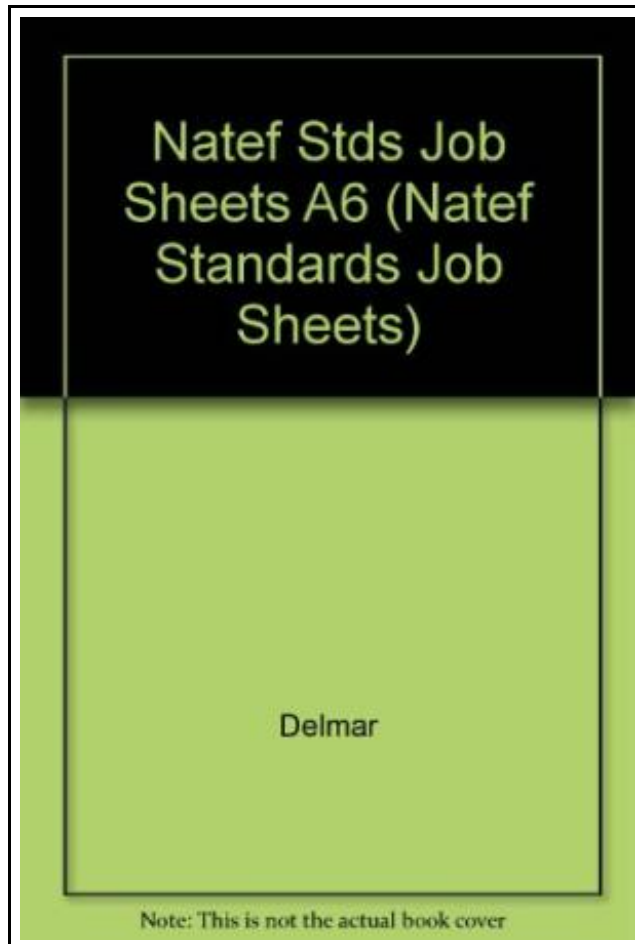 Natef Stds Job
Sheets A6 (Natef
Standards Job
Sheets)
Delmar
Note: This is not the actual book cover